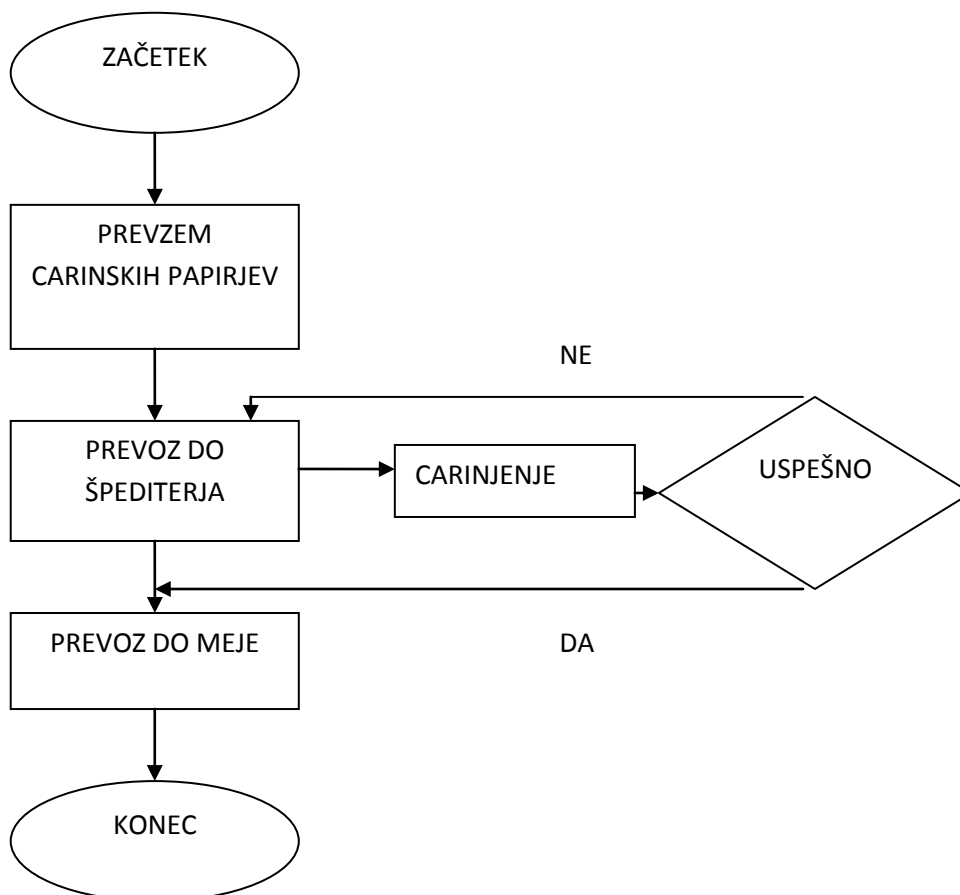 ZAČETEK
PREVZEM
CARINSKIH PAPIRJEV
NE
PREVOZ DO
ŠPEDITERJA
CARINJENJE
USPEŠNO
PREVOZ DO MEJE
DA
KONEC